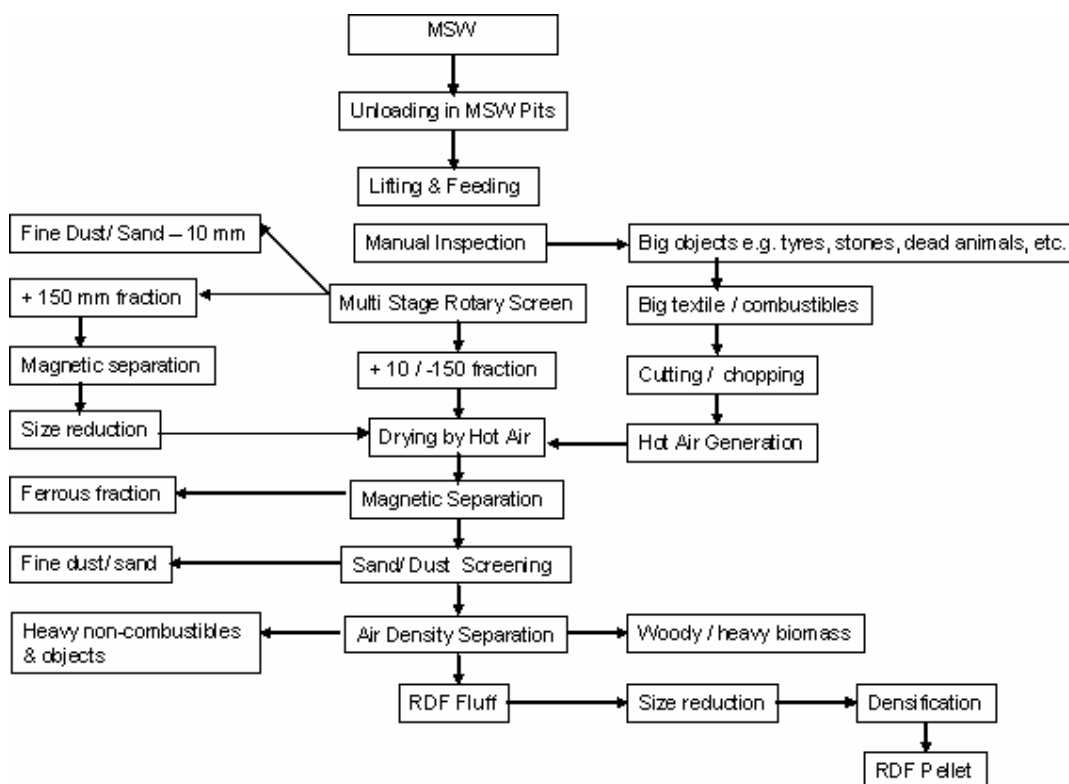 MSW
Unloading in MSW Pits
Lifting & Feeding
Fine Dust/ Sand – 10 mm
Manual Inspection
Big objects e.g. tyres, stones, dead animals, etc.
+ 150 mm fraction
Multi Stage Rotary Screen
Big textile / combustibles
Magnetic separation
+ 10 / -150 fraction
Cutting / chopping
Size reduction
Drying by Hot Air
Hot Air Generation
Ferrous fraction
Magnetic Separation
Fine dust/ sand
Sand/ Dust Screening
Heavy non-combustibles
& objects
Air Density Separation
Woody / heavy biomass
RDF Fluff
Size reduction
Densification
RDF Pellet